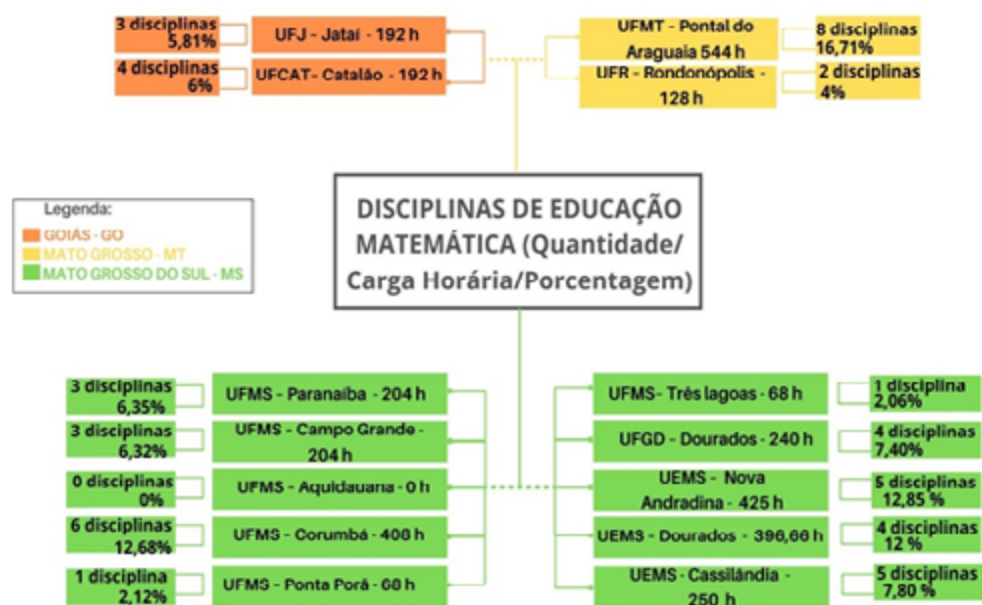 3 disciplinas
5,81%
UFJ - Jataí - 192 h
4 disciplinas
6%
UFCAT- Catalão - 192 h
UFMT - Pontal do
Araguaia 544 h
8 disciplinas
16,71%
UFR - Rondonópolis -
128 h
2 disciplinas
4%
Legenda:
GOIÁS - GO
MATO GROSSO - MT
MATO GROSSO DO SUL - MS
DISCIPLINAS DE EDUCAÇÃO
MATEMÁTICA (Quantidade/
Carga Horária/Porcentagem)
3 disciplinas
6,35%
UFMS - Paranaíba - 204 h
3 disciplinas
6,32%
UFMS - Campo Grande -
204 h
0 disciplinas
0%
UFMS - Aquidauana - 0 h
6 disciplinas
12,68%
UFMS - Corumbá - 408 h
1 disciplina
2,12%
UFMS - Ponta Porã - 68 h
UFMS- Três lagoas - 68 h
1 disciplina
2,06%
UFGD - Dourados - 240 h
4 disciplinas
7,40%
UEMS - Nova
Andradina - 425 h
5 disciplinas
12,85 %
UEMS - Dourados - 396,66 h
4 disciplinas
12 %
UEMS - Cassilândia -
250 h
5 disciplinas
7,80 %